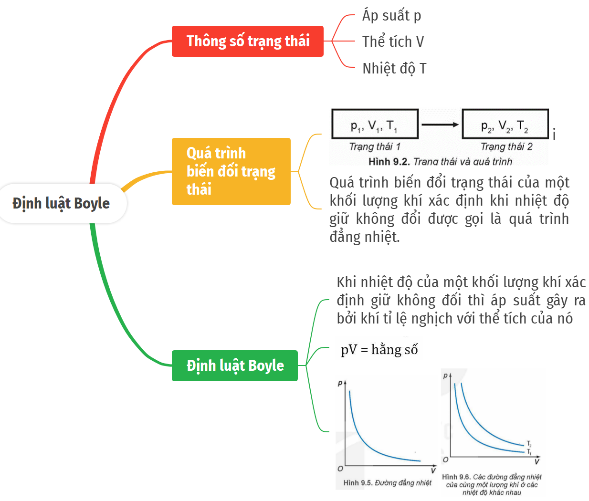 Định luật Boyle
Thông số trạng thái
Áp suất p
Thể tích V
Nhiệt độ T
Quá trình
biến đổi trạng
thái
p₁, V₁, T₁
p₂, V₂, T₂
i
Trạng thái 1
Trạng thái 2
Hình 9.2. Trạng thái và quá trình
Quá trình biến đổi trạng thái của một
khối lượng khí xác định khi nhiệt độ
giữ không đổi được gọi là quá trình
đẳng nhiệt.
Định luật Boyle
Khi nhiệt độ của một khối lượng khí xác
định giữ không đối thì áp suất gây ra
bởi khí tỉ lệ nghịch với thể tích của nó
pV = hằng số
p
O
V
Hình 9.5. Đường đẳng nhiệt
p
O
V
Hình 9.6. Các đường đẳng nhiệt
của cùng một lượng khí ở các
nhiệt độ khác nhau